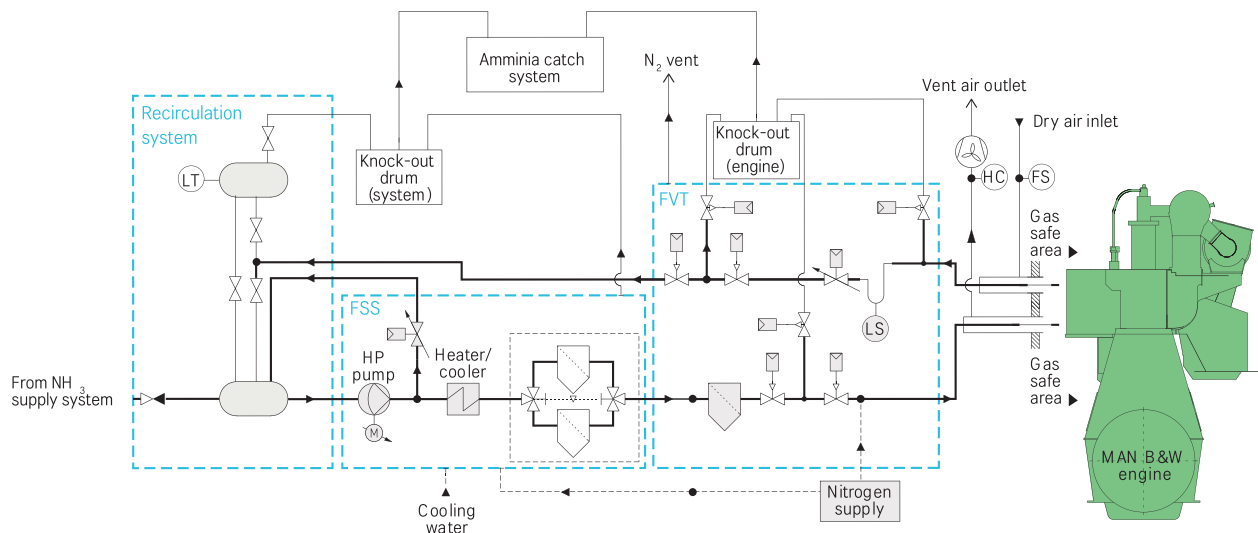 Amminia catch
system
N2 vent
Vent air outlet
Dry air inlet
Recirculation
system
Knock-out
drum
(system)
Knock-out
drum
(engine)
LT
HC
FS
FVT
Gas
safe
area
FSS
LS
HP
pump
Heater/
cooler
From NH3
supply system
M
Gas
safe
area
MAN B&W
engine
Nitrogen
supply
Cooling
water